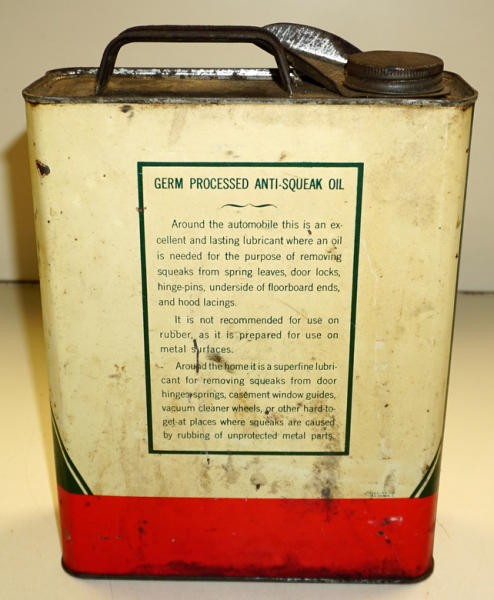 GERM PROCESSED ANTI-SQUEAK OIL
Around the automobile this is an ex-
cellent and lasting lubricant where an oil
is needed for the purpose of removing
squeaks from spring leaves, door locks,
hinge-pins, underside of floorboard ends,
and hood lacings.
It is not recommended for use on
rubber, as it is prepared for use on
metal surfaces.
Around the home it is a superfine lubri-
cant for removing squeaks from door
hinges, springs, casement window guides,
vacuum cleaner wheels, or other hard-to-
get-at places where squeaks are caused
by rubbing of unprotected metal parts.